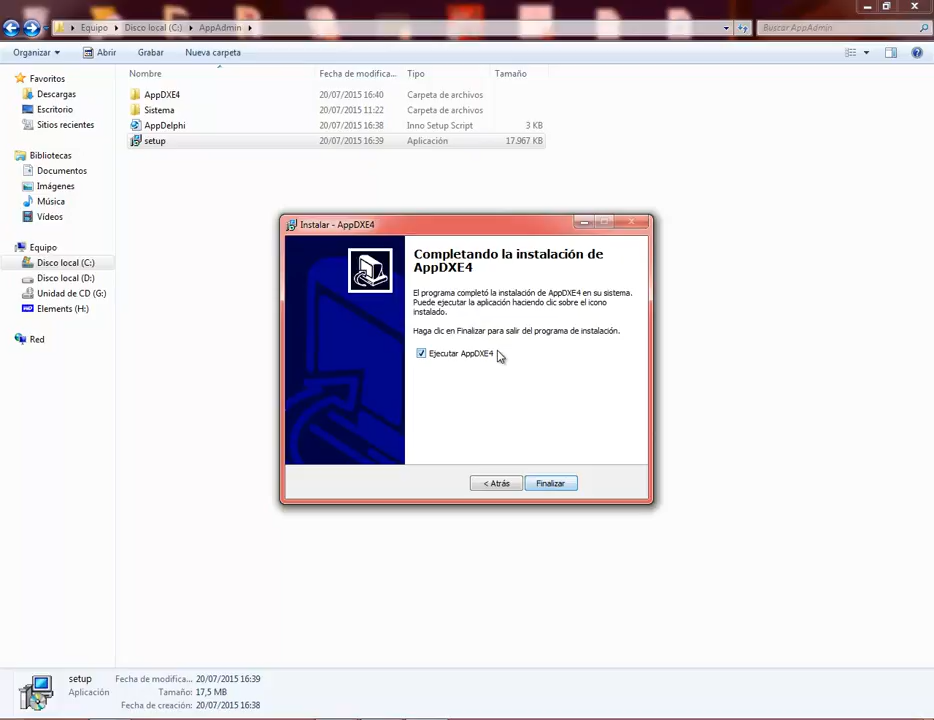 Equipo
Disco local (C:)
AppAdmin
Buscar AppAdmin
Organizar
Abrir
Grabar
Nueva carpeta
Favoritos
Descargas
Escritorio
Sitios recientes
Bibliotecas
Documentos
Imágenes
Música
Vídeos
Equipo
Disco local (C:)
Disco local (D:)
Unidad de CD (G:)
Elements (H:)
Red
Nombre Fecha de modifica... Tipo Tamaño
AppDXE4 20/07/2015 16:40 Carpeta de archivos
Sistema 20/07/2015 11:22 Carpeta de archivos
AppDelphi 20/07/2015 16:38 Inno Setup Script 3 KB
setup 20/07/2015 16:39 Aplicación 17.967 KB
Instalar - AppDXE4
Completando la instalación de
AppDXE4
El programa completó la instalación de AppDXE4 en su sistema.
Puede ejecutar la aplicación haciendo clic sobre el icono
instalado.
Haga clic en Finalizar para salir del programa de instalación.
Ejecutar AppDXE4
< Atrás
Finalizar
setup Fecha de modifica... 20/07/2015 16:39
Aplicación Tamaño: 17,5 MB
Fecha de creación: 20/07/2015 16:38